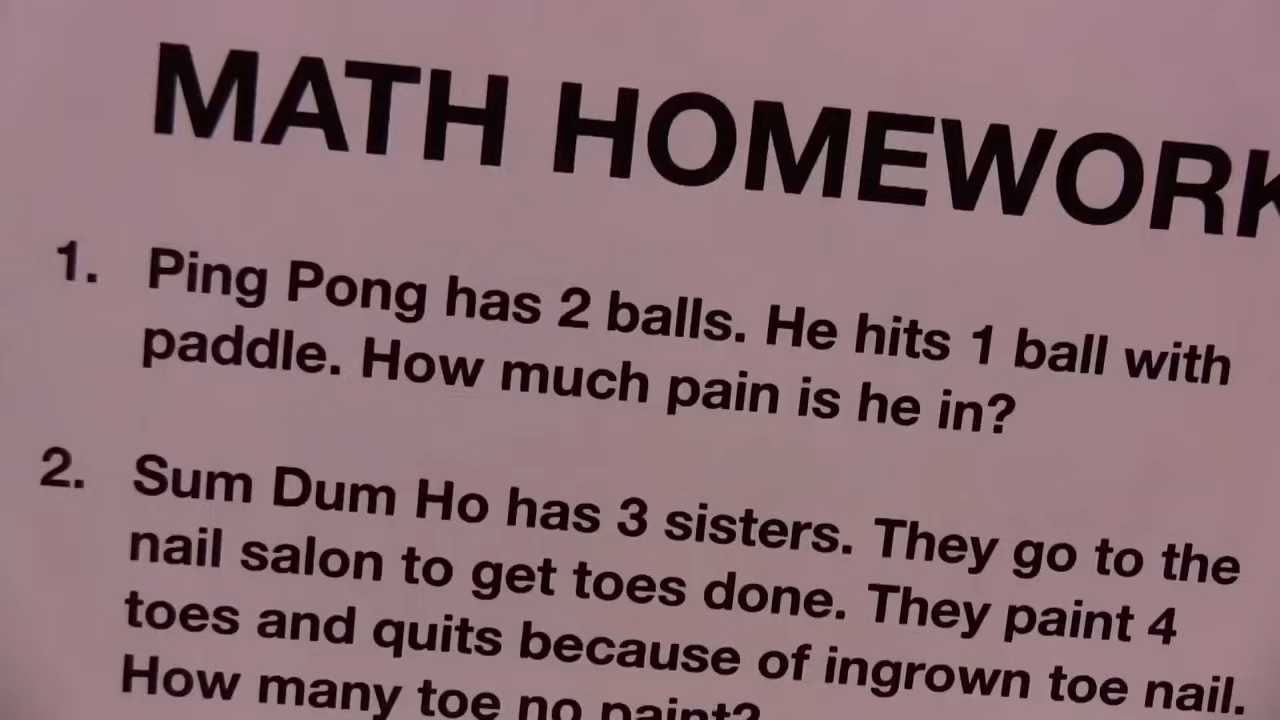 MATH HOMEWORK
1. Ping Pong has 2 balls. He hits 1 ball with
paddle. How much pain is he in?
2. Sum Dum Ho has 3 sisters. They go to the
nail salon to get toes done. They paint 4
toes and quits because of ingrown toe nail.
How many toe no paint?